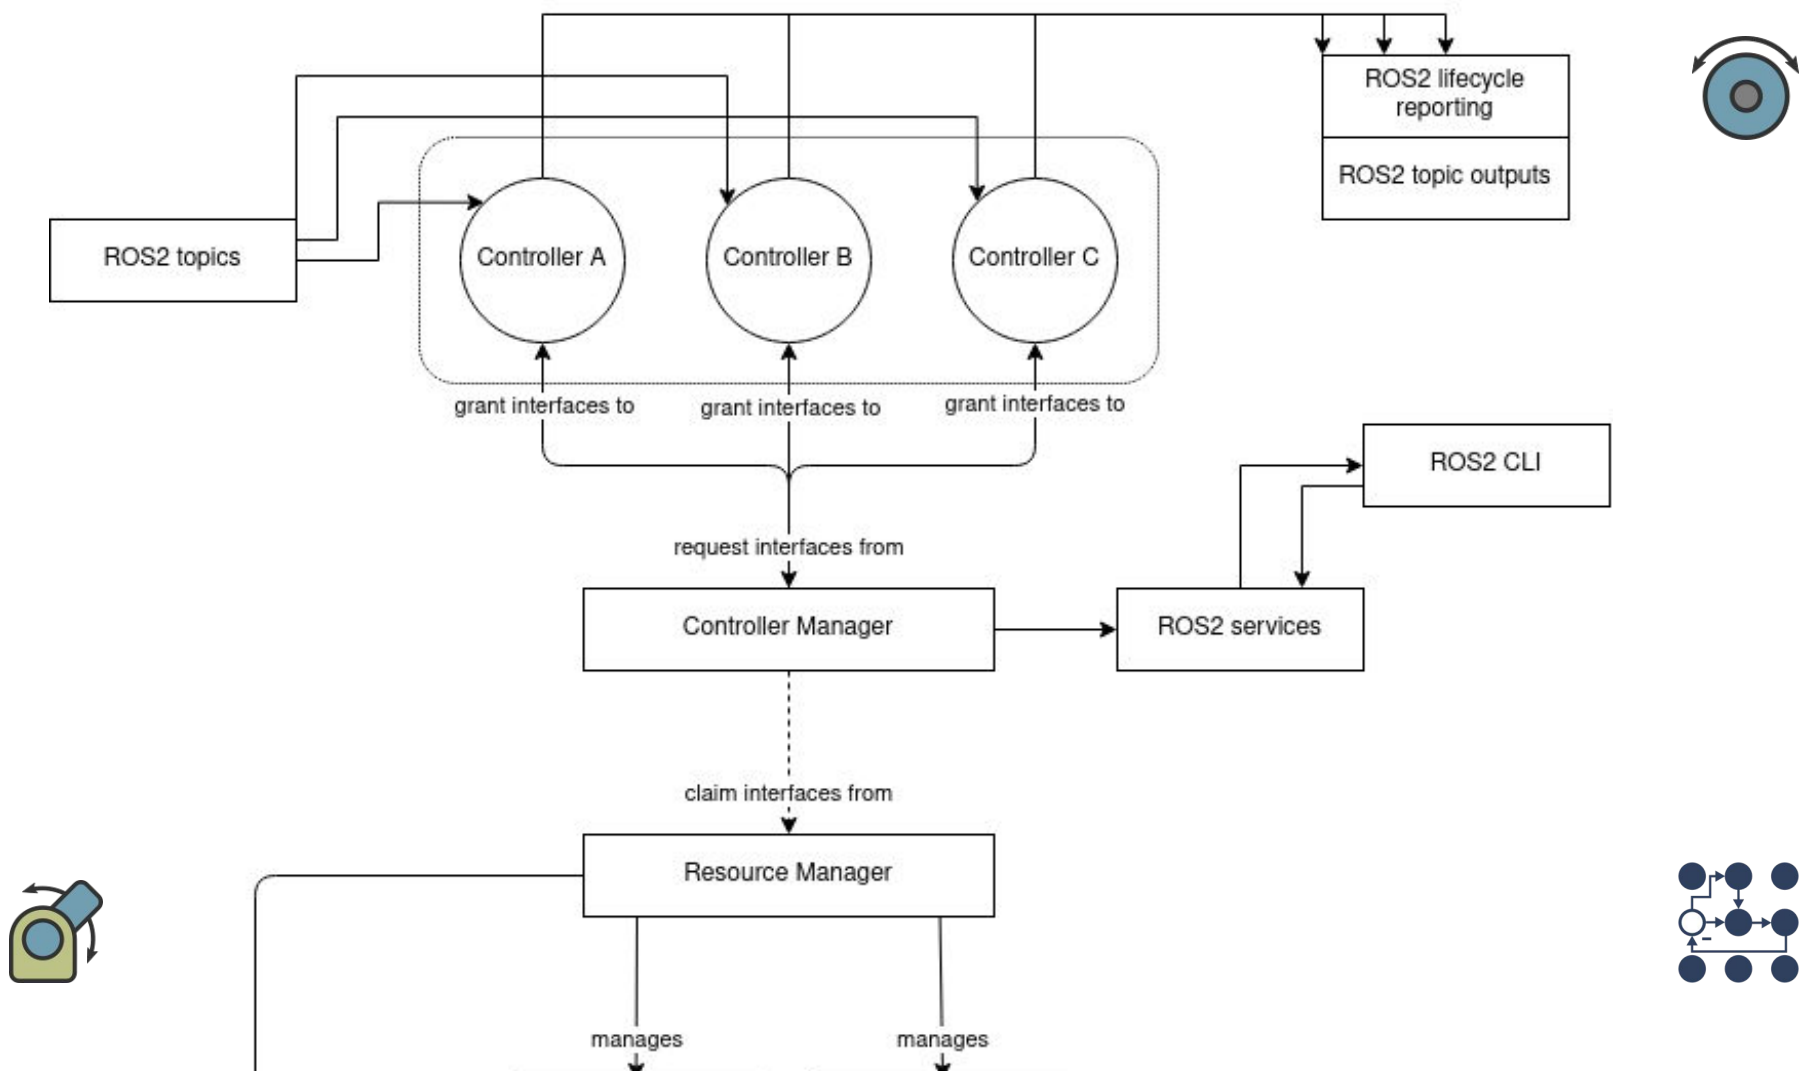 ROS2 lifecycle
reporting
ROS2 topic outputs
ROS2 topics
Controller A
Controller B
Controller C
grant interfaces to
grant interfaces to
grant interfaces to
ROS2 CLI
request interfaces from
Controller Manager
ROS2 services
claim interfaces from
Resource Manager
manages
manages